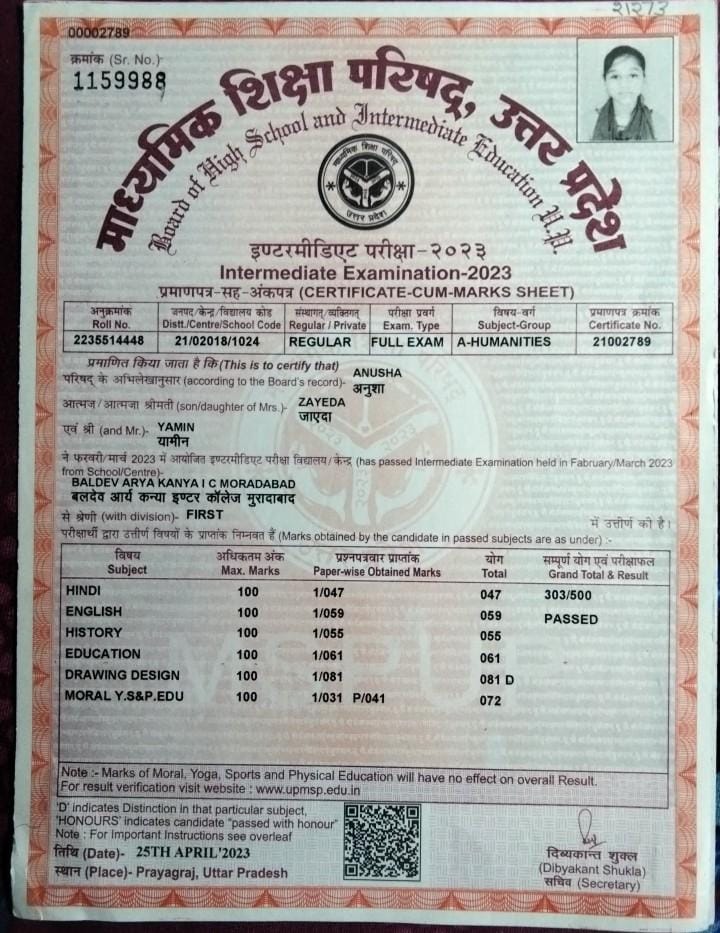 २१२१३
00002789
क्रमांक (Sr. No.)
1159988
माध्यमिक शिक्षा परिषद, उत्तर प्रदेश
Board of High School and Intermediate Education U.P.
माध्यमिक शिक्षा परिषद
उत्तर प्रदेश
इण्टरमीडिएट परीक्षा-२०२३
Intermediate Examination-2023
प्रमाणपत्र-सह-अंकपत्र (CERTIFICATE-CUM-MARKS SHEET)
अनुक्रमांक जनपद/केन्द्र/विद्यालय कोड संस्थागत/व्यक्तिगत परीक्षा प्रवर्ग विषय-वर्ग प्रमाणपत्र क्रमांक
Roll No. Distt./Centre/School Code Regular / Private Exam. Type Subject-Group Certificate No.
2235514448 21/02018/1024 REGULAR FULL EXAM A-HUMANITIES 21002789
प्रमाणित किया जाता है कि (This is to certify that)
परिषद के अभिलेखानुसार (according to the Board's record)- ANUSHA
अनुशा
आत्मज/आत्मजा श्रीमती (son/daughter of Mrs.)- ZAYEDA
जाएदा
एवं श्री (and Mr.)- YAMIN
यामीन
ने फरवरी/मार्च 2023 में आयोजित इण्टरमीडिएट परीक्षा विद्यालय/केन्द्र (has passed Intermediate Examination held in Fabruary/March 2023
from School/Centre)-
BALDEV ARYA KANYA I C MORADABAD
बलदेव आर्य कन्या इण्टर कॉलेज मुरादाबाद
से श्रेणी (with division)- FIRST में उत्तीर्ण की है।
परीक्षार्थी द्वारा उत्तीर्ण विषयों के प्राप्तांक निम्नवत हैं (Marks obtained by the candidate in passed subjects are as under) :-
विषय अधिकतम अंक प्रश्नपत्रवार प्राप्तांक योग सम्पूर्ण योग एवं परीक्षाफल
Subject Max. Marks Paper-wise Obtained Marks Total Grand Total & Result
HINDI 100 1/047 047 303/500
ENGLISH 100 1/059 059 PASSED
HISTORY 100 1/055 055
EDUCATION 100 1/061 061
DRAWING DESIGN 100 1/081 081 D
MORAL Y.S&P.EDU 100 1/031 P/041 072
MSPUP
Note :- Marks of Moral, Yoga, Sports and Physical Education will have no effect on overall Result.
For result verification visit website : www.upmsp.edu.in
'D' indicates Distinction in that particular subject,
'HONOURS' indicates candidate "passed with honour"
Note : For Important Instructions see overleaf
तिथि (Date)- 25TH APRIL'2023
स्थान (Place)- Prayagraj, Uttar Pradesh
दिब्यकान्त शुक्ल
(Dibyakant Shukla)
सचिव (Secretary)